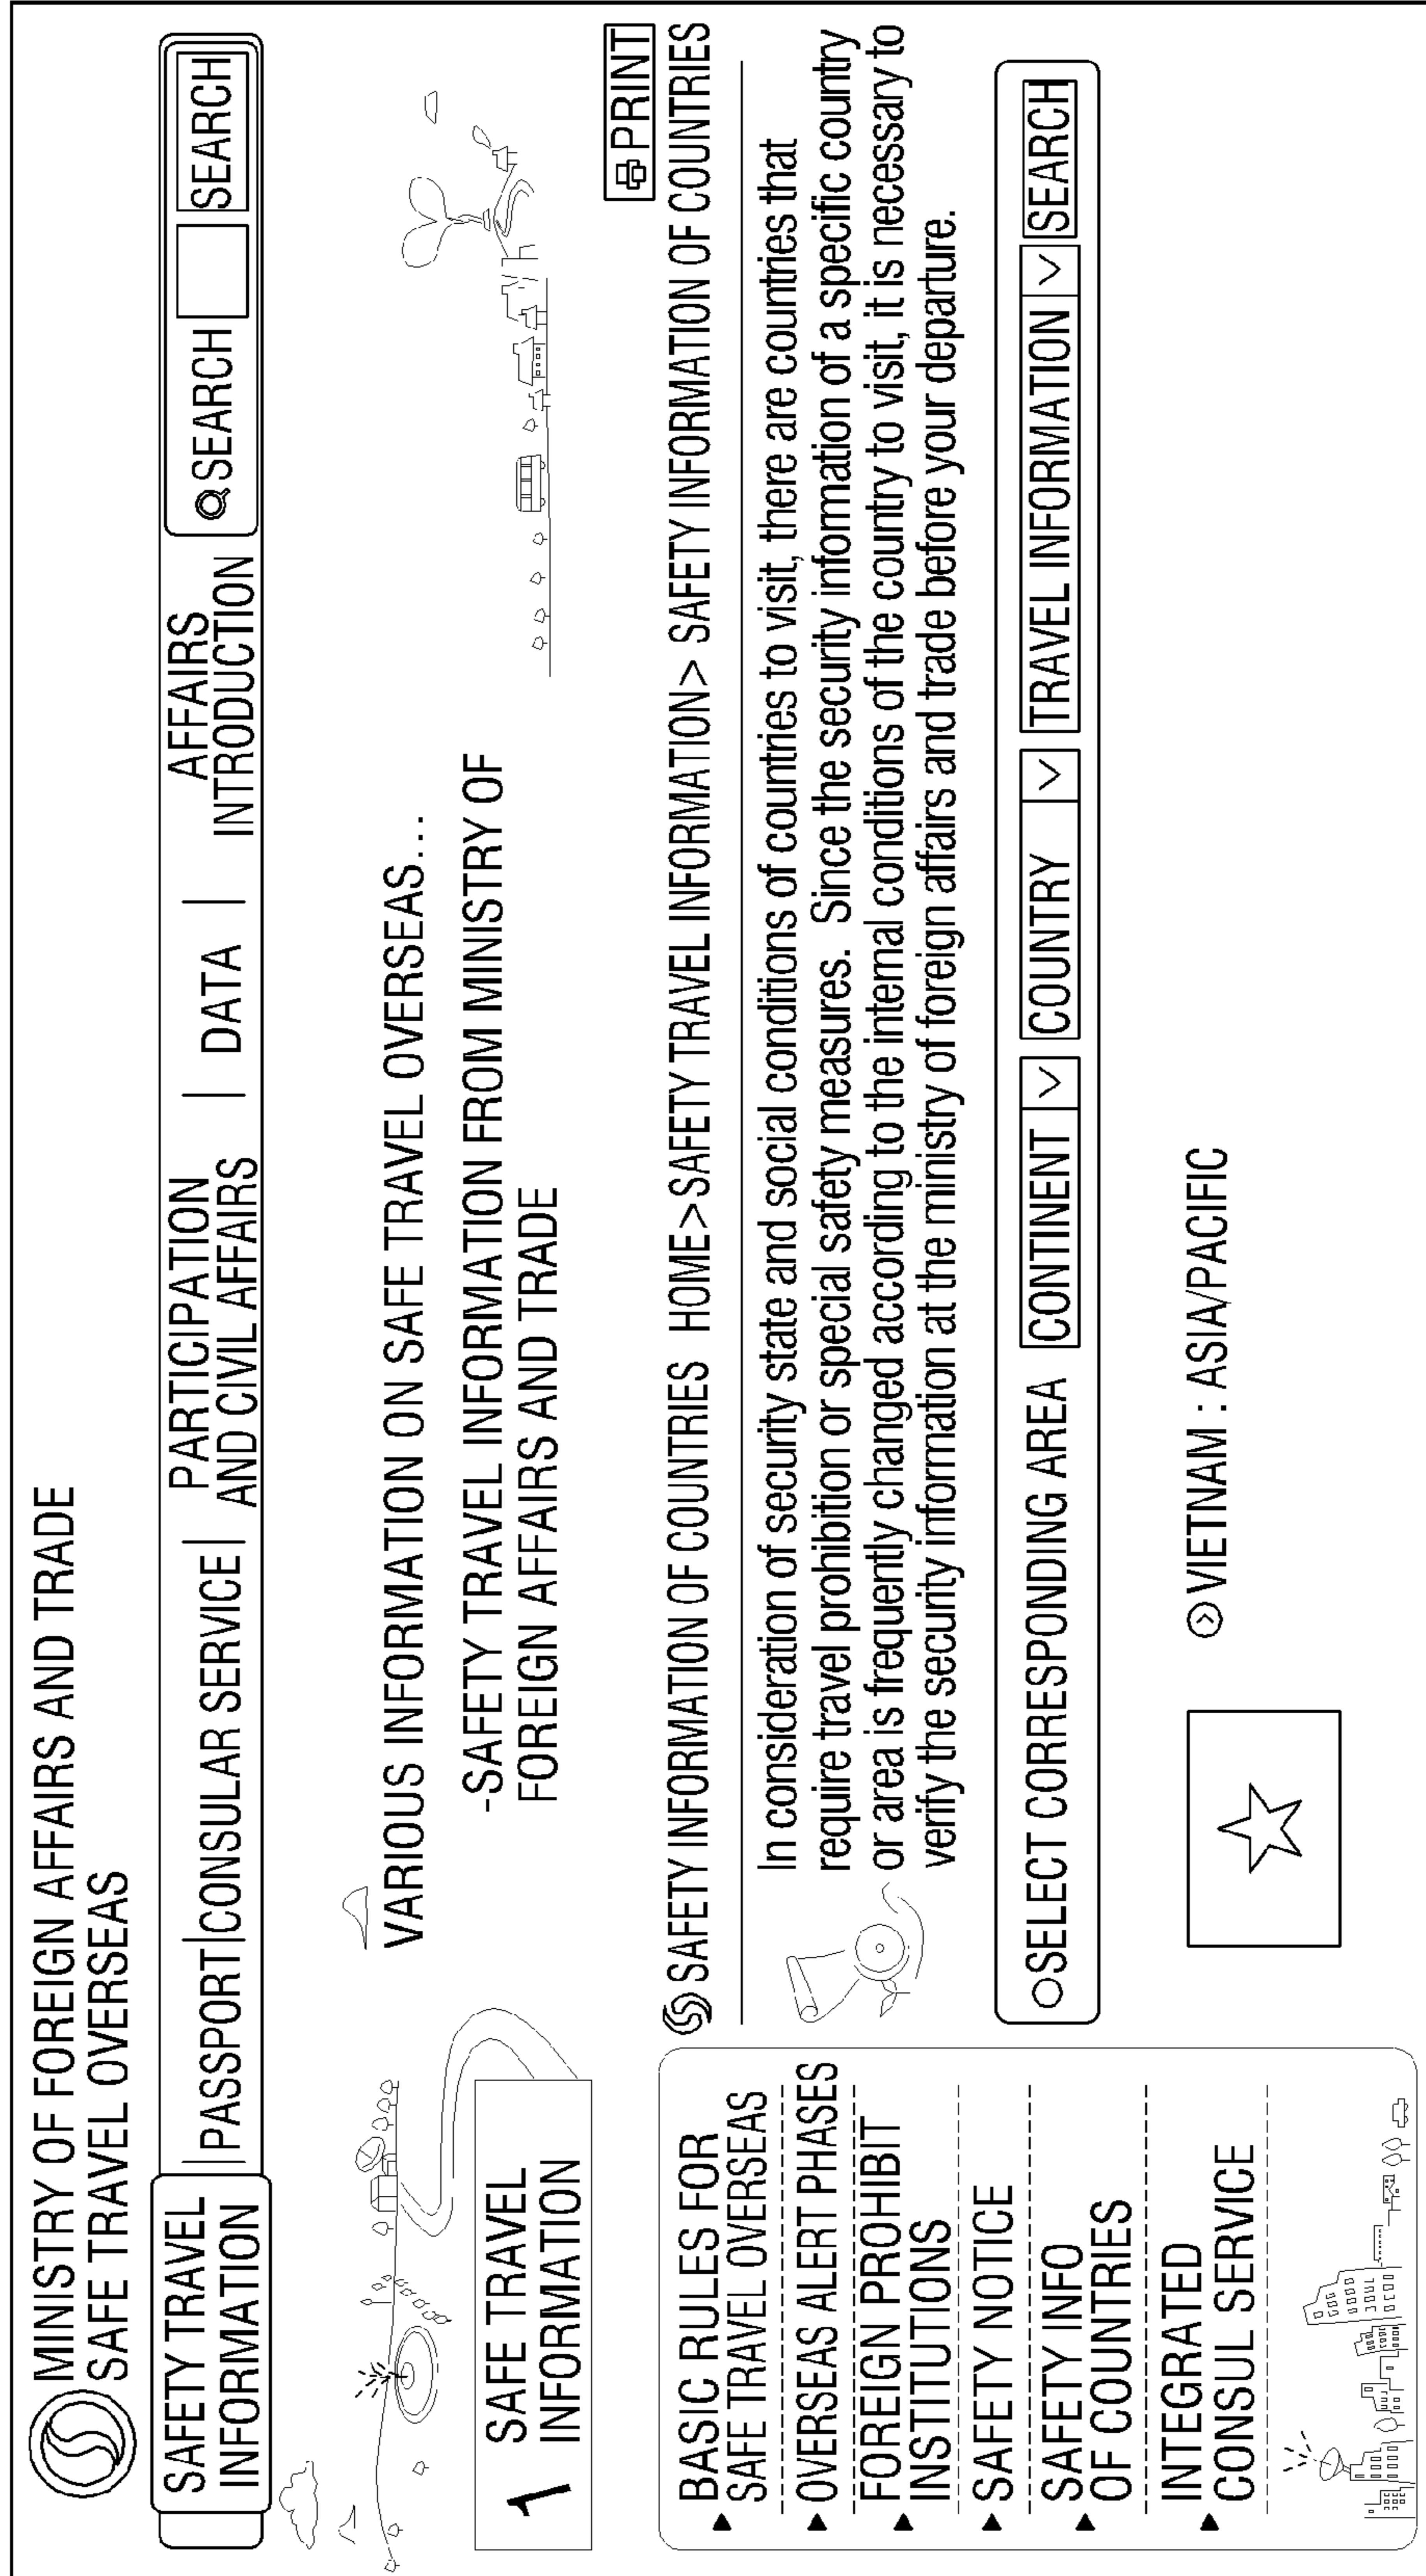 MINISTRY OF FOREIGN AFFAIRS AND TRADE
SAFE TRAVEL OVERSEAS
SAFETY TRAVEL
INFORMATION
PASSPORT
CONSULAR SERVICE
PARTICIPATION
AND CIVIL AFFAIRS
DATA
AFFAIRS
INTRODUCTION
SEARCH
SEARCH
VARIOUS INFORMATION ON SAFE TRAVEL OVERSEAS...
-SAFETY TRAVEL INFORMATION FROM MINISTRY OF
FOREIGN AFFAIRS AND TRADE
1 SAFE TRAVEL
INFORMATION
BASIC RULES FOR
SAFE TRAVEL OVERSEAS
OVERSEAS ALERT PHASES
FOREIGN PROHIBIT
INSTITUTIONS
SAFETY NOTICE
SAFETY INFO
OF COUNTRIES
INTEGRATED
CONSUL SERVICE
PRINT
SAFETY INFORMATION OF COUNTRIES HOME>SAFETY TRAVEL INFORMATION> SAFETY INFORMATION OF COUNTRIES
In consideration of security state and social conditions of countries to visit, there are countries that
require travel prohibition or special safety measures. Since the security information of a specific country
or area is frequently changed according to the internal conditions of the country to visit, it is necessary to
verify the security information at the ministry of foreign affairs and trade before your departure.
SELECT CORRESPONDING AREA CONTINENT COUNTRY TRAVEL INFORMATION SEARCH
VIETNAM : ASIA/PACIFIC